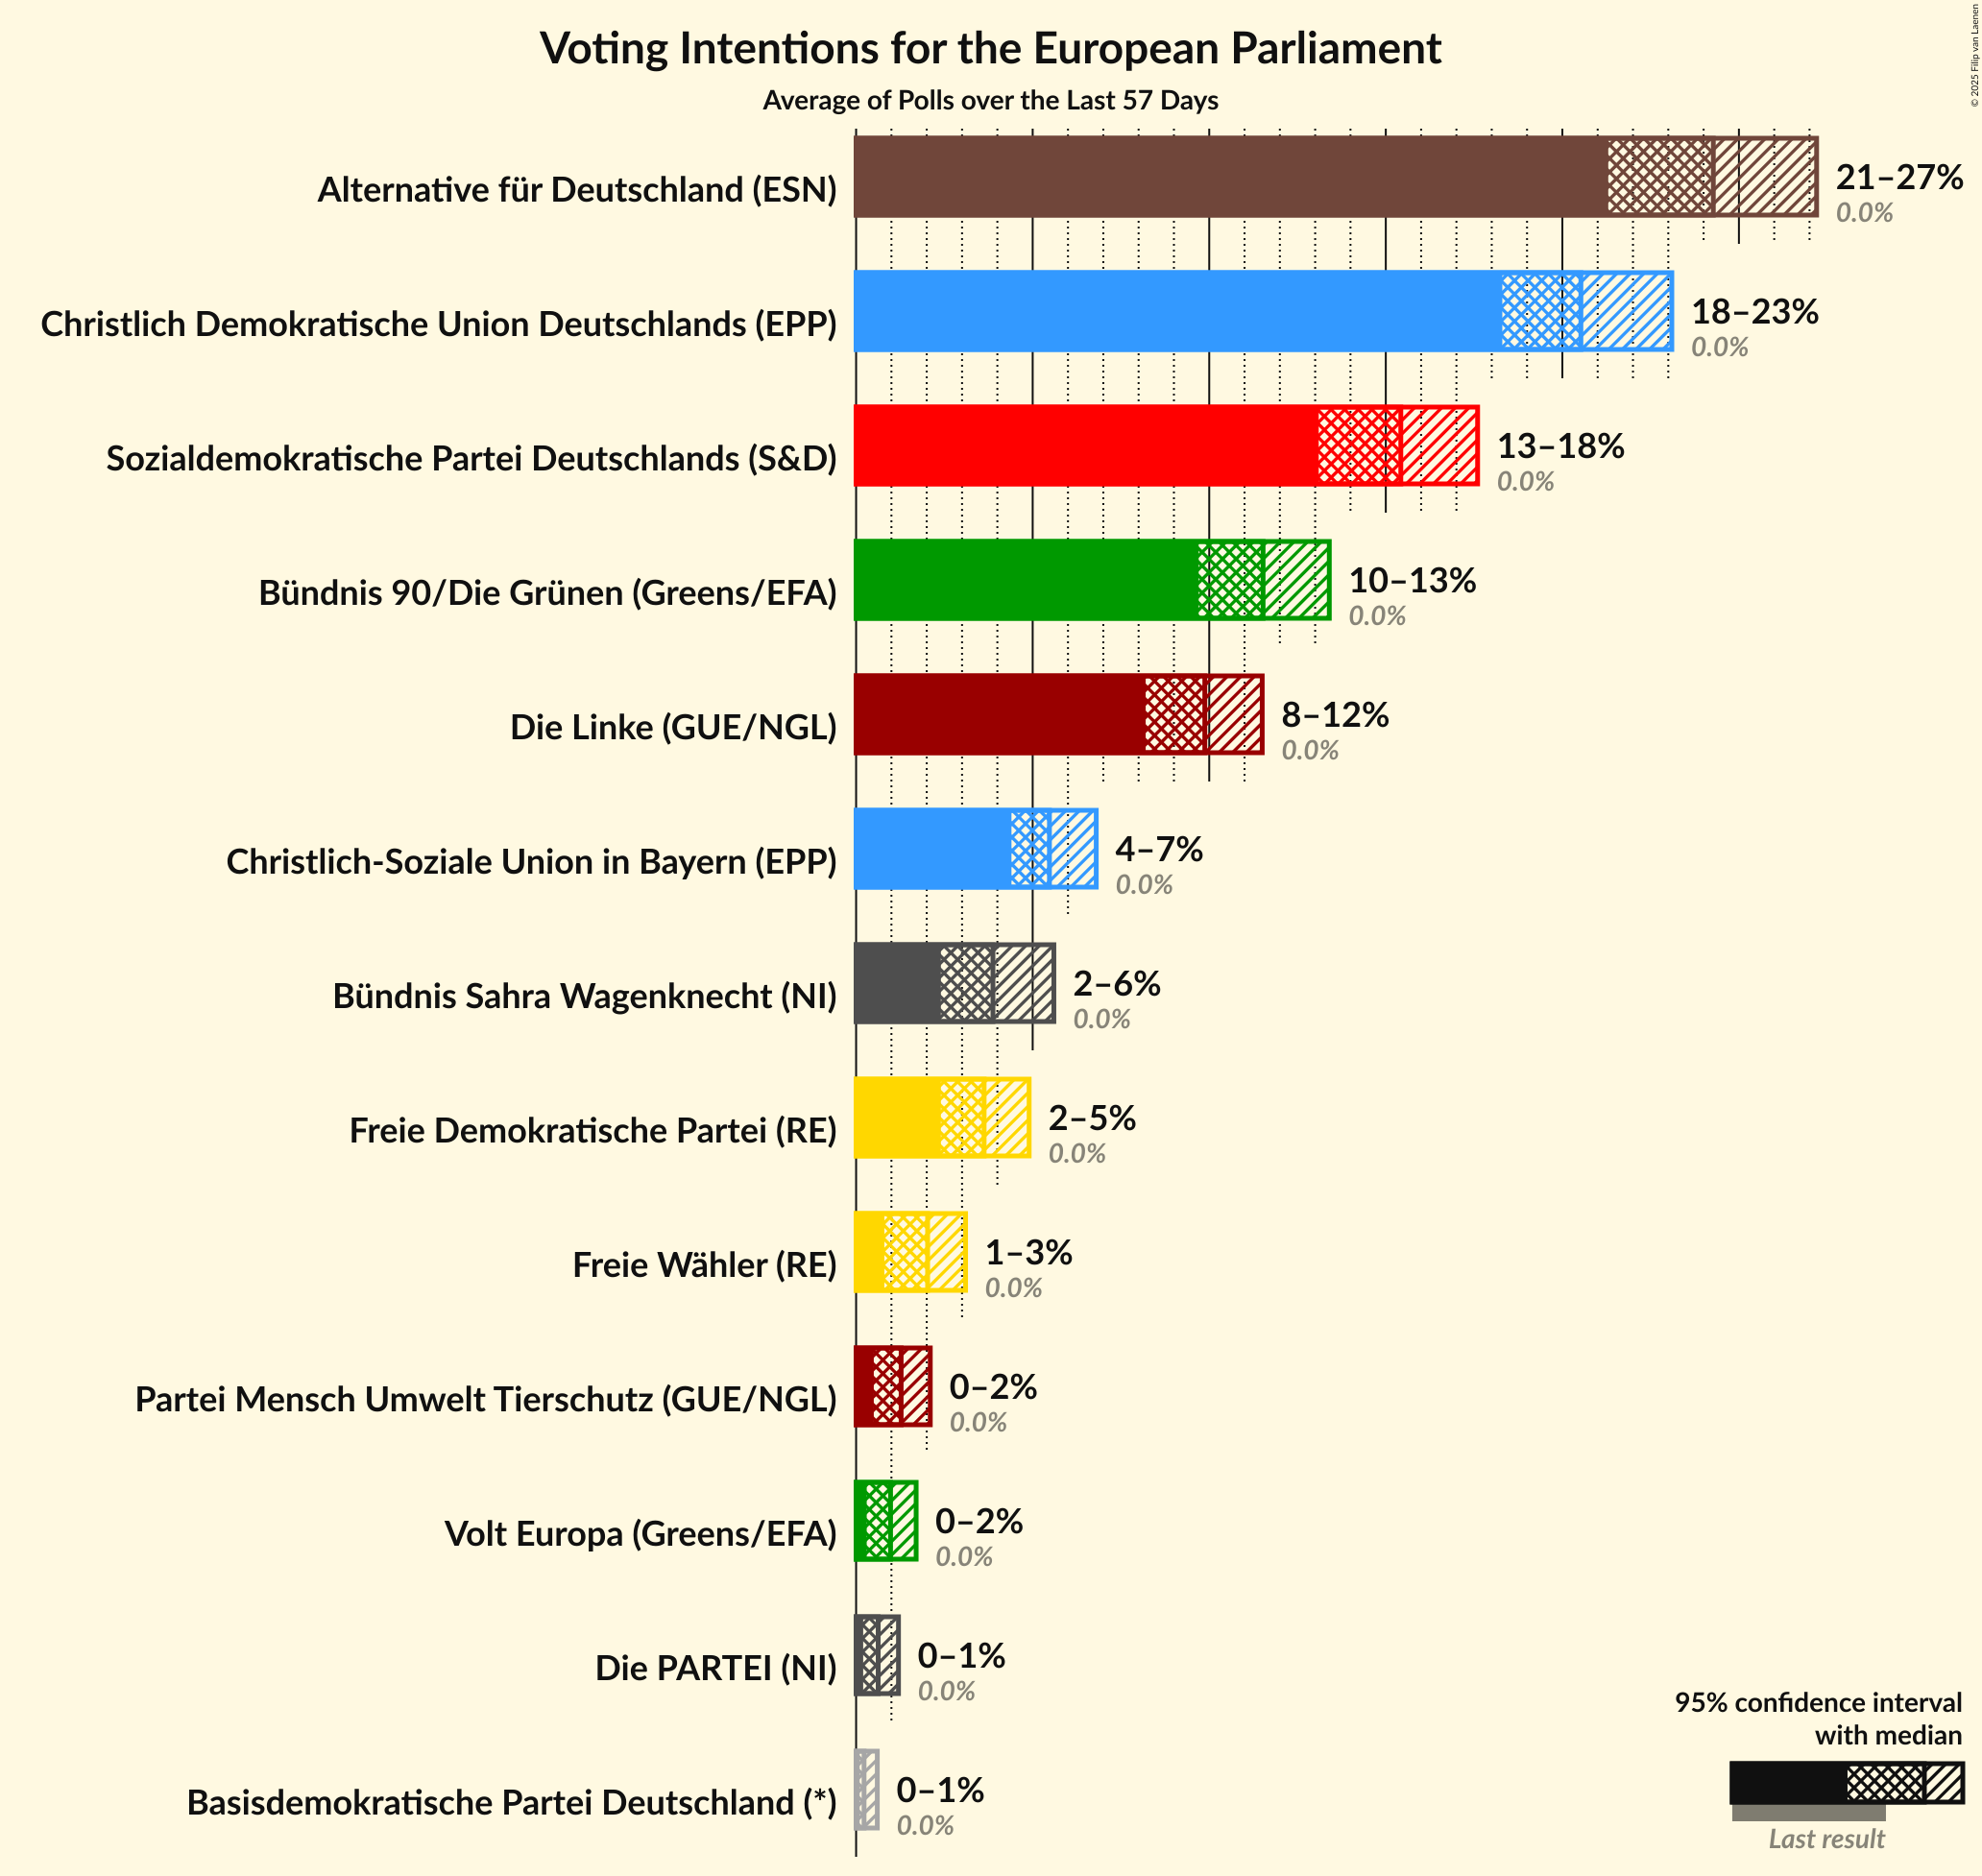 Voting Intentions for the European Parliament
Average of Polls over the Last 57 Days
© 2025 Filip van Laenen
Alternative für Deutschland (ESN)
21–27%
0.0%
Christlich Demokratische Union Deutschlands (EPP)
18–23%
0.0%
Sozialdemokratische Partei Deutschlands (S&D)
13–18%
0.0%
Bündnis 90/Die Grünen (Greens/EFA)
10–13%
0.0%
Die Linke (GUE/NGL)
8–12%
0.0%
Christlich-Soziale Union in Bayern (EPP)
4–7%
0.0%
Bündnis Sahra Wagenknecht (NI)
2–6%
0.0%
Freie Demokratische Partei (RE)
2–5%
0.0%
Freie Wähler (RE)
1–3%
0.0%
Partei Mensch Umwelt Tierschutz (GUE/NGL)
0–2%
0.0%
Volt Europa (Greens/EFA)
0–2%
0.0%
Die PARTEI (NI)
0–1%
0.0%
Basisdemokratische Partei Deutschland (*)
0–1%
0.0%
95% confidence interval
with median
Last result